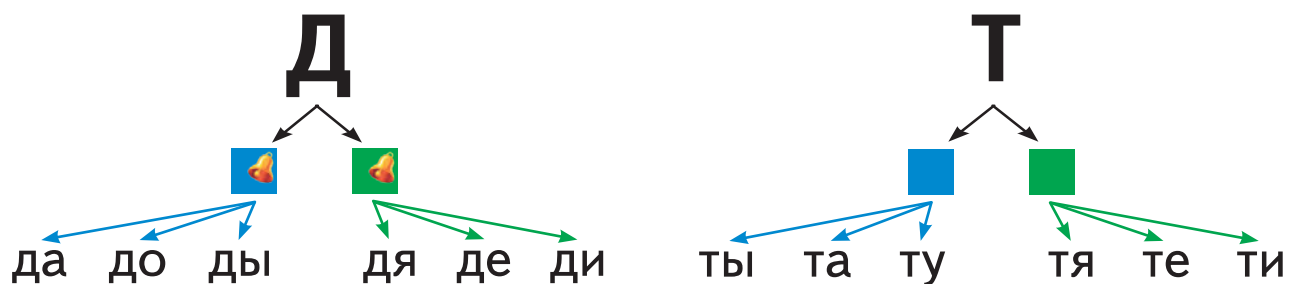 Д Т
да до ды дя де ди ты та ту тя те ти